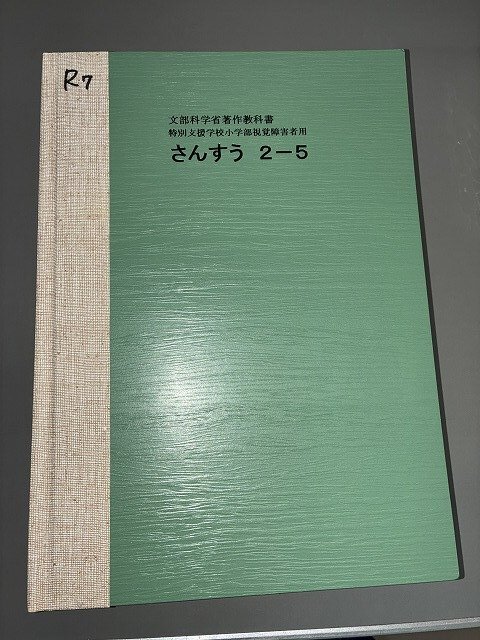 R7
文部科学省著作教科書
特別支援学校小学部視覚障害者用
さんすう 2−5